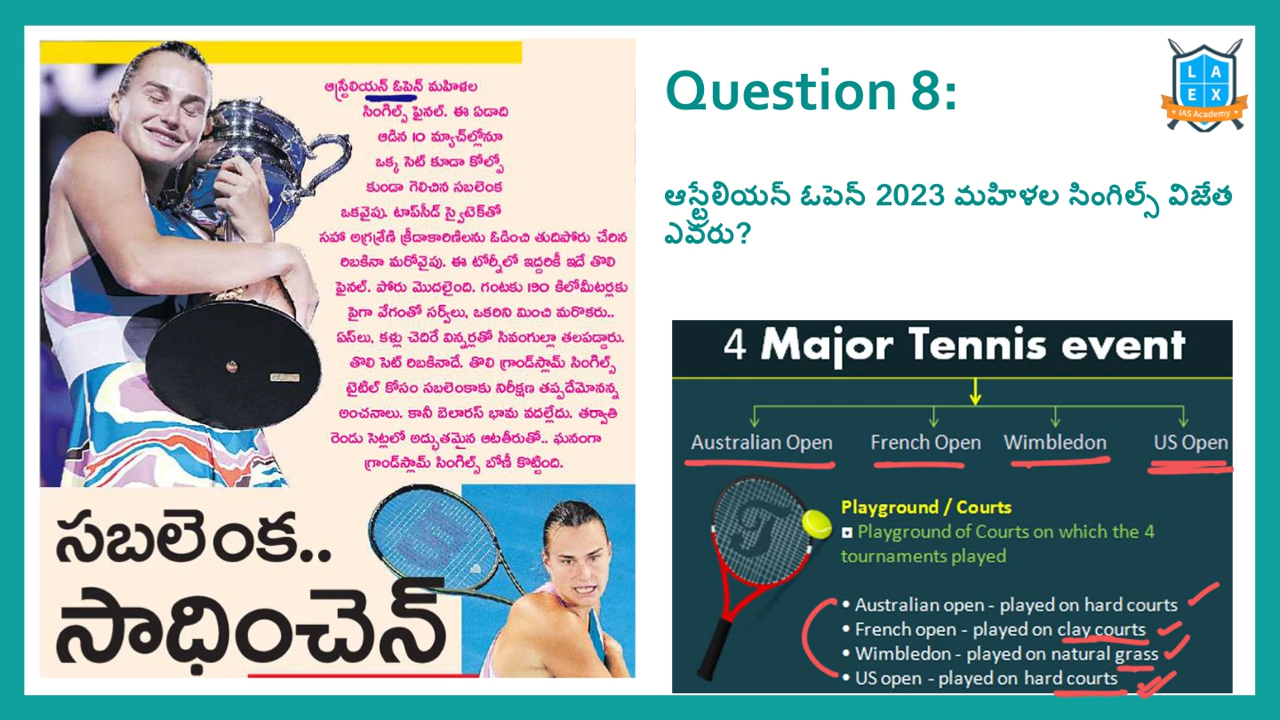 ఆస్ట్రేలియన్ ఓపెన్ మహిళల
సింగిల్స్ ఫైనల్. ఈ ఏడాది
ఆడిన 10 మ్యాచ్‌ల్లోనూ
ఒక్క సెట్ కూడా కోల్పో
కుండా గెలిచిన సబలెంక
ఒకవైపు. టాప్‌సీడ్ స్వైటెక్‌తో
సహా అగ్రశ్రేణి క్రీడాకారిణిలను ఓడించి తుదిపోరు చేరిన
రిబకినా మరోవైపు. ఈ టోర్నీలో ఇద్దరికీ ఇదే తొలి
ఫైనల్. పోరు మొదలైంది. గంటకు 190 కిలోమీటర్లకు
పైగా వేగంతో సర్వ్‌లు, ఒకరిని మించి మరొకరు..
ఏస్‌లు, కళ్లు చెదిరే విన్నర్లతో సివంగుల్లా తలపడ్డారు.
తొలి సెట్ రిబకినాదే. తొలి గ్రాండ్‌స్లామ్ సింగిల్స్
టైటిల్ కోసం సబలెంకాకు నిరీక్షణ తప్పదేమోనన్న
అంచనాలు. కానీ బెలారస్ భామ వదల్లేదు. తర్వాతి
రెండు సెట్లలో అద్భుతమైన ఆటతీరుతో.. ఘనంగా
గ్రాండ్‌స్లామ్ సింగిల్స్ బోణీ కొట్టింది.
సబలెంక..
సాధించెన్
Question 8:
LA
EX
IAS Academy
ఆస్ట్రేలియన్ ఓపెన్ 2023 మహిళల సింగిల్స్ విజేత
ఎవరు?
4 Major Tennis event
Australian Open French Open Wimbledon US Open
Playground / Courts
Playground of Courts on which the 4
tournaments played
• Australian open - played on hard courts
• French open - played on clay courts
• Wimbledon - played on natural grass
• US open - played on hard courts